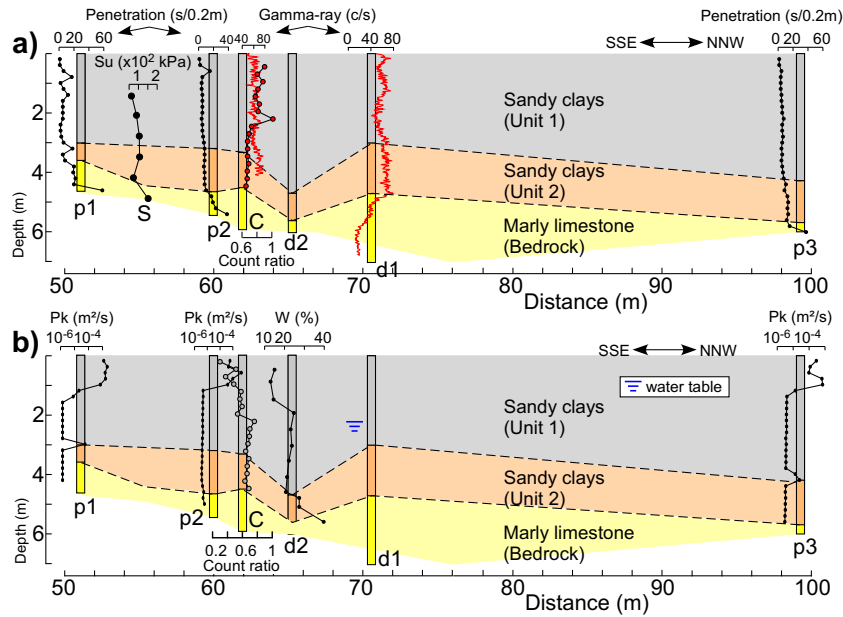 a)
Penetration (s/0.2m)
Gamma-ray (c/s)
Penetration (s/0.2m)
0 20 60
0 20 40
40 60 80
0 40 80
0 20 60
Su (x10² kPa)
1 2
SSE NNW
2
4
6
Depth (m)
Sandy clays
(Unit 1)
Sandy clays
(Unit 2)
Marly limestone
(Bedrock)
p1
S
p2
C
d2
d1
p3
0.6 1
Count ratio
50 60 70 80 90 100
Distance (m)
b)
Pk (m²/s)
Pk (m²/s)
W (%)
Pk (m²/s)
10⁻⁶ 10⁻⁴
10⁻⁶ 10⁻⁴
10 20 40
10⁻⁶ 10⁻⁴
SSE NNW
water table
2
4
6
Depth (m)
Sandy clays
(Unit 1)
Sandy clays
(Unit 2)
Marly limestone
(Bedrock)
p1
p2
C
d2
d1
p3
0.2 0.6 1
Count ratio
50 60 70 80 90 100
Distance (m)